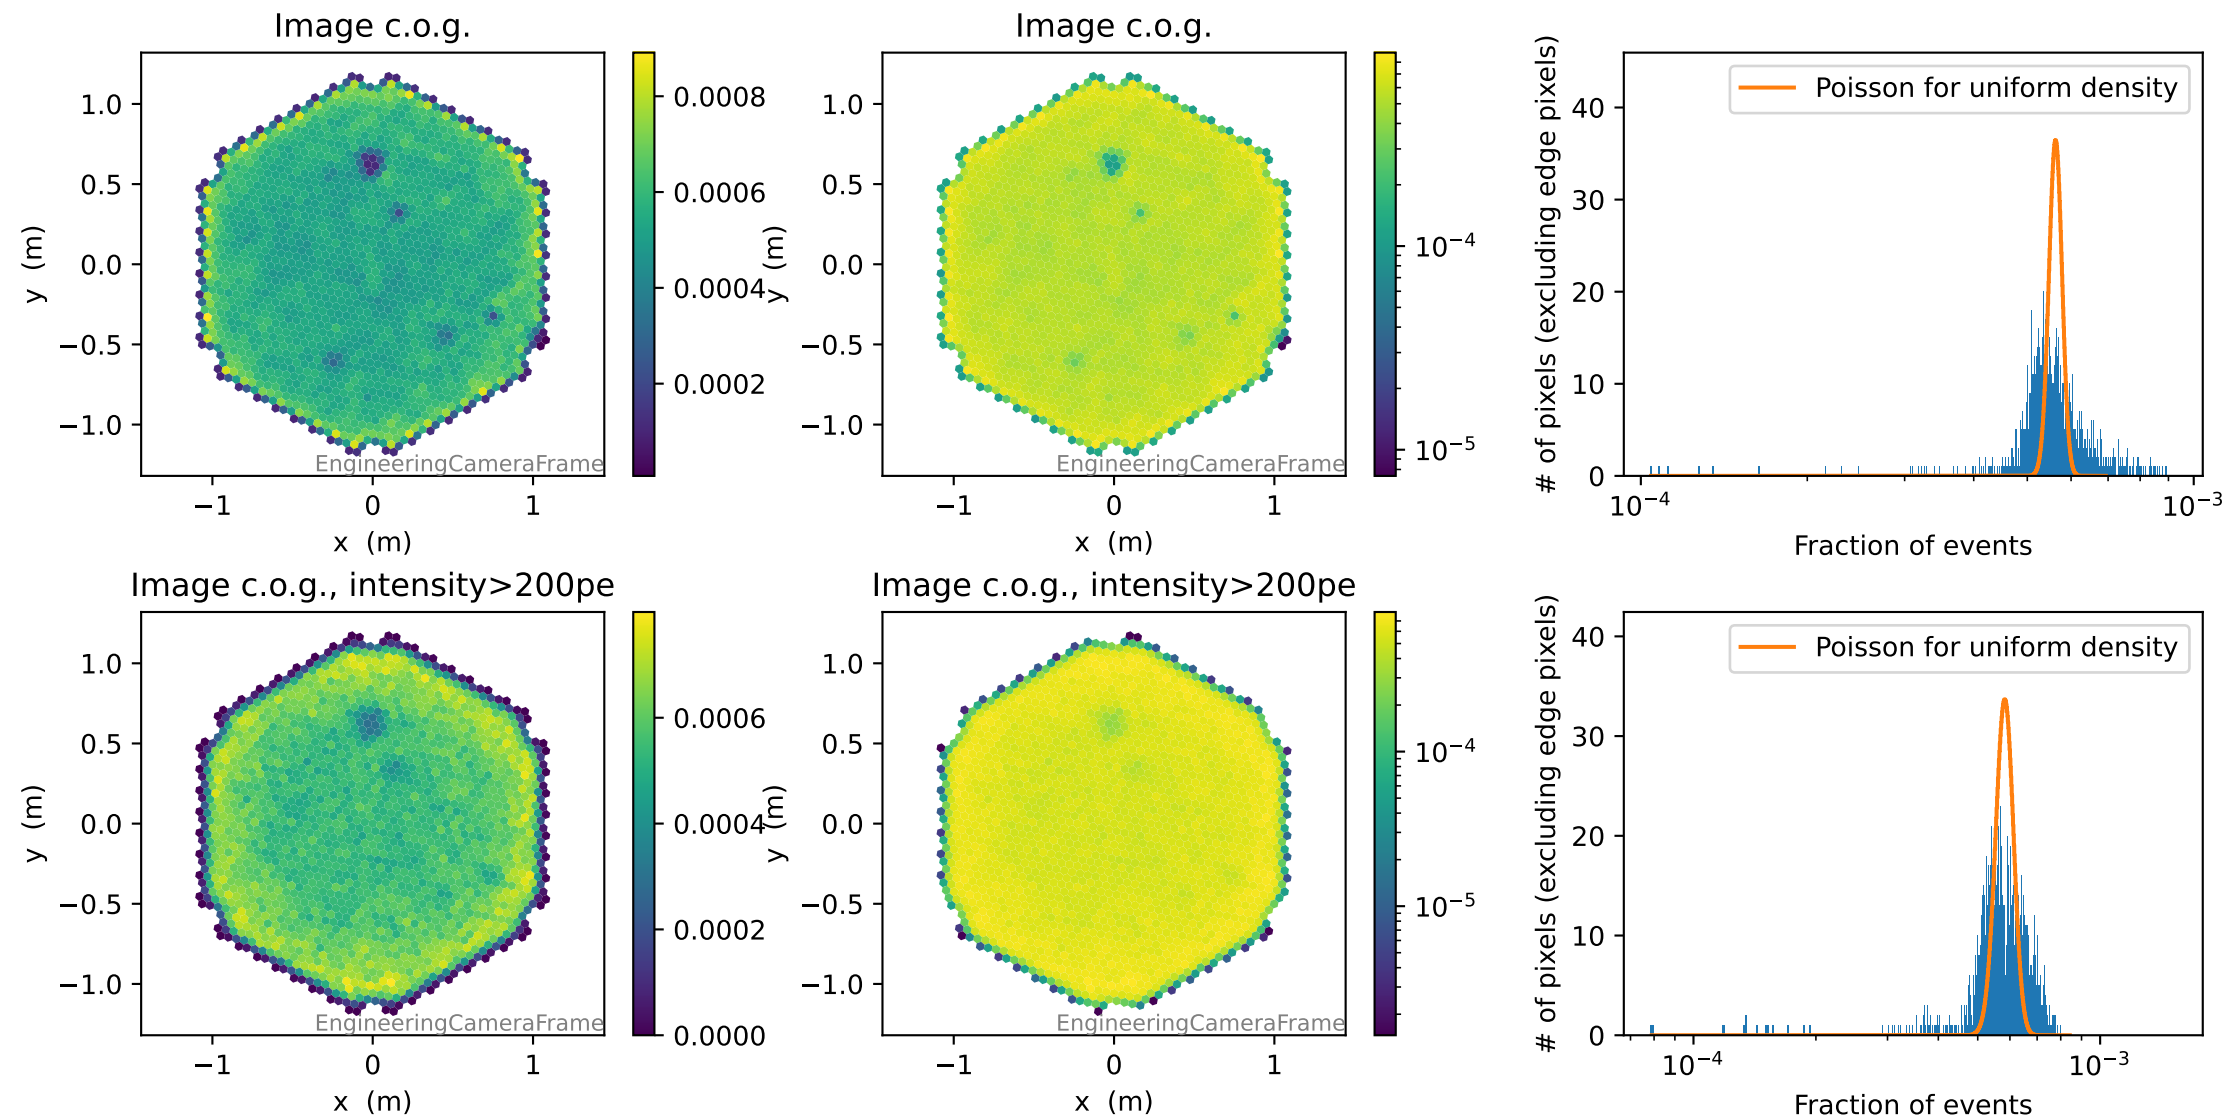 Image c.o.g.
Image c.o.g.
1.0
0.5
0.0
−0.5
−1.0
y (m)
−1
0
1
x (m)
EngineeringCameraFrame
0.0008
0.0006
0.0004
0.0002
1.0
0.5
0.0
−0.5
−1.0
y (m)
−1
0
1
x (m)
EngineeringCameraFrame
10⁻⁴
10⁻⁵
# of pixels (excluding edge pixels)
40
30
20
10
0
Poisson for uniform density
10⁻⁴
10⁻³
Fraction of events
Image c.o.g., intensity>200pe
Image c.o.g., intensity>200pe
1.0
0.5
0.0
−0.5
−1.0
y (m)
−1
0
1
x (m)
EngineeringCameraFrame
0.0006
0.0004
0.0002
0.0000
1.0
0.5
0.0
−0.5
−1.0
y (m)
−1
0
1
x (m)
EngineeringCameraFrame
10⁻⁴
10⁻⁵
# of pixels (excluding edge pixels)
40
30
20
10
0
Poisson for uniform density
10⁻⁴
10⁻³
Fraction of events